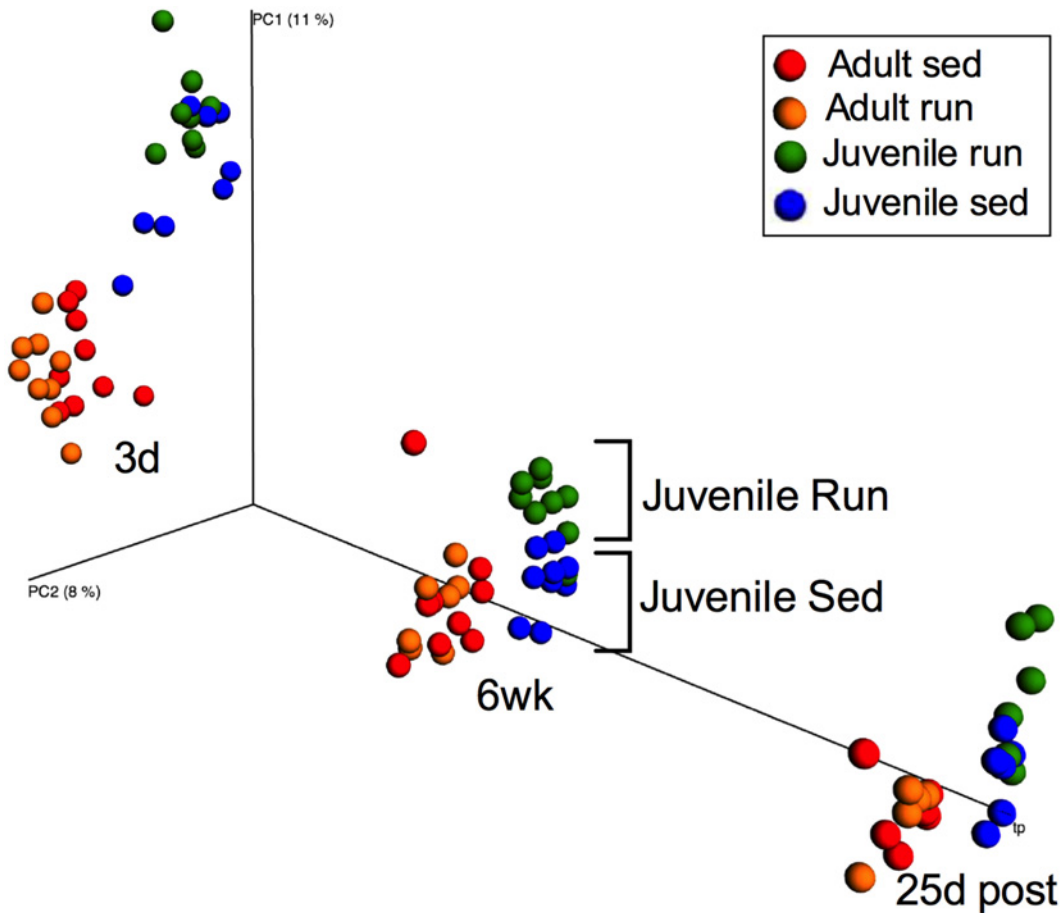 PC1 (11 %)
Adult sed
Adult run
Juvenile run
Juvenile sed
3d
Juvenile Run
PC2 (8 %)
Juvenile Sed
6wk
tp
25d post